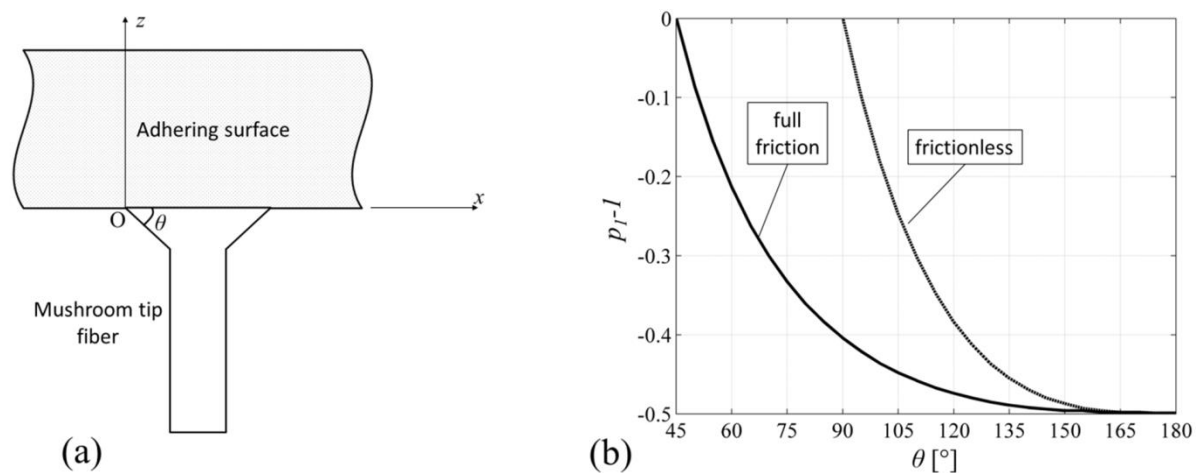 z
Adhering surface
x
O
θ
Mushroom tip
fiber
(a)
0
-0.1
-0.2
-0.3
-0.4
-0.5
p₁-1
full
friction
frictionless
45 60 75 90 105 120 135 150 165 180
θ [°]
(b)